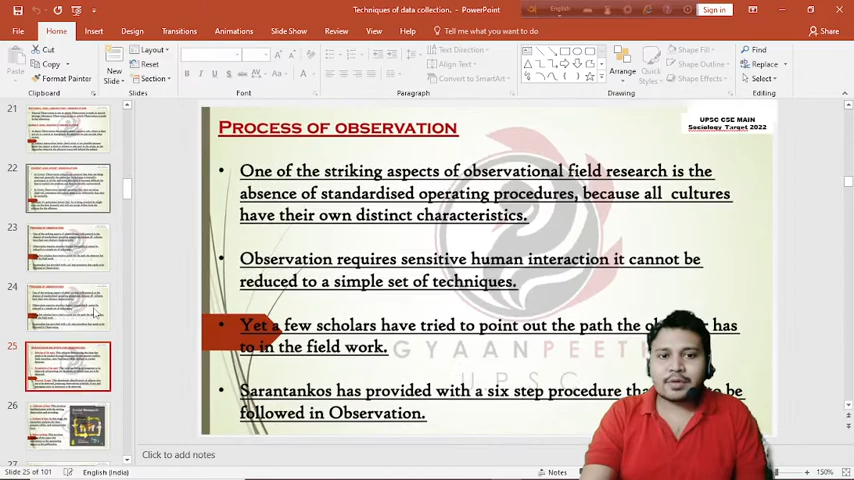 Techniques of data collection. - PowerPoint
English
Sign in
File
Home
Insert
Design
Transitions
Animations
Slide Show
Review
View
Help
Tell me what you want to do
Share
Cut
Copy
Format Painter
Paste
Clipboard
New
Slide
Layout
Reset
Section
Slides
Font
Text Direction
Align Text
Convert to SmartArt
Paragraph
Arrange
Quick
Styles
Shape Fill
Shape Outline
Shape Effects
Drawing
Find
Replace
Select
Editing
21
22
23
24
25
26
27
UPSC CSE MAIN
Sociology Target 2022
PROCESS OF OBSERVATION
• One of the striking aspects of observational field research is the
absence of standardised operating procedures, because all cultures
have their own distinct characteristics.
• Observation requires sensitive human interaction it cannot be
reduced to a simple set of techniques.
• Yet a few scholars have tried to point out the path the has
to in the field work.
GYAANPEETH
UPSC
• Sarantankos has provided with a six step procedure be
followed in Observation.
Click to add notes
Slide 25 of 101
English (India)
Notes
150%